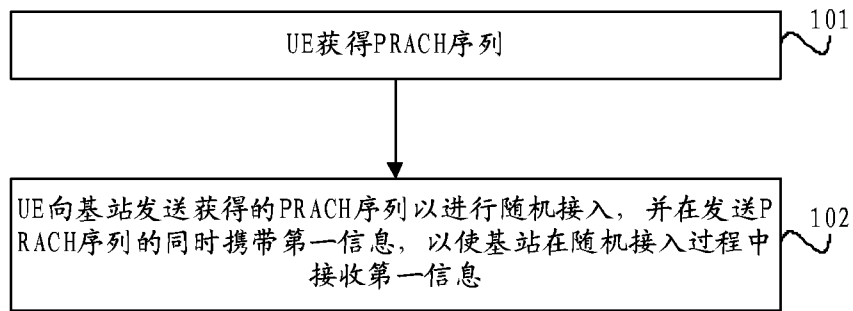 101
UE获得PRACH序列
UE向基站发送获得的PRACH序列以进行随机接入，并在发送P
RACH序列的同时携带第一信息，以使基站在随机接入过程中
接收第一信息
102